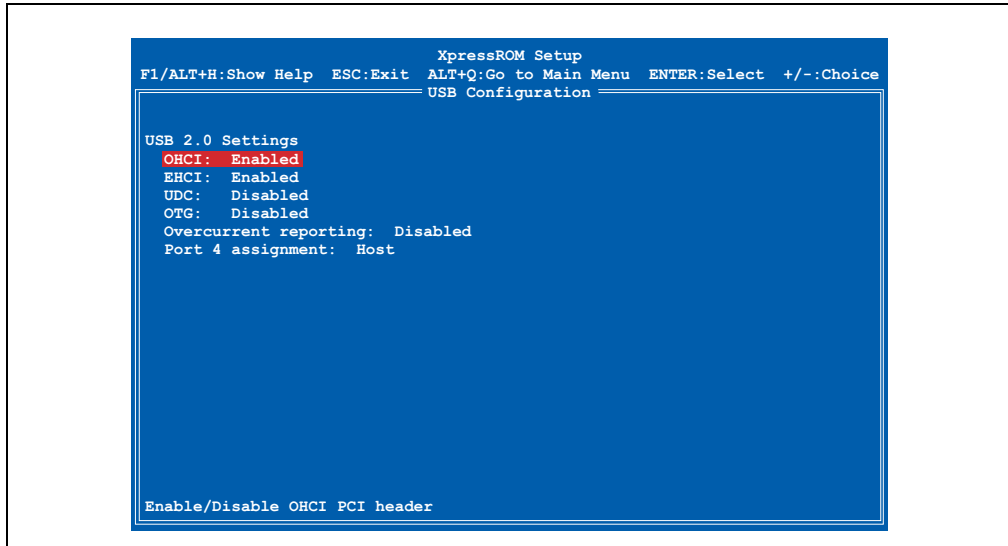 XpressROM Setup
F1/ALT+H:Show Help ESC:Exit ALT+Q:Go to Main Menu ENTER:Select +/-:Choice
USB Configuration
USB 2.0 Settings
OHCI: Enabled
EHCI: Enabled
UDC: Disabled
OTG: Disabled
Overcurrent reporting: Disabled
Port 4 assignment: Host
Enable/Disable OHCI PCI header